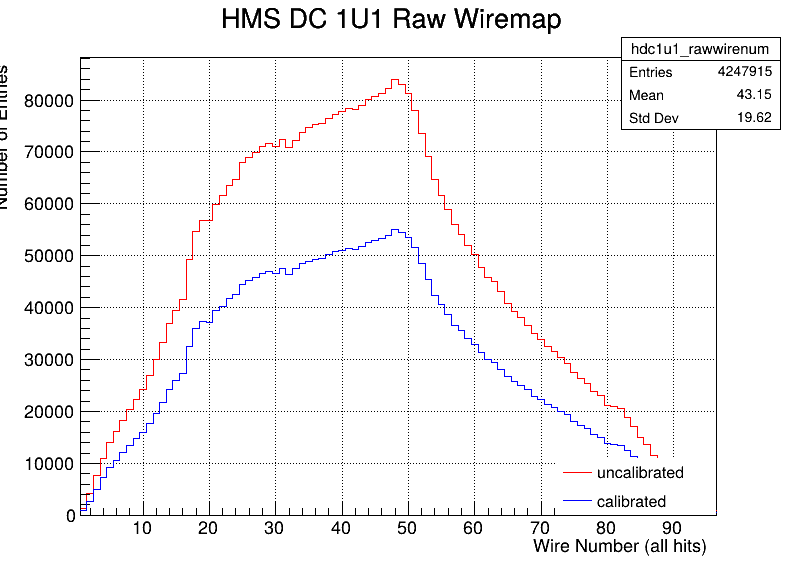 HMS DC 1U1 Raw Wiremap
hdc1u1_rawwirenum
Entries 4247915
Mean 43.15
Std Dev 19.62
Number of Entries
80000
70000
60000
50000
40000
30000
20000
10000
0
uncalibrated
calibrated
10 20 30 40 50 60 70 80 90
Wire Number (all hits)